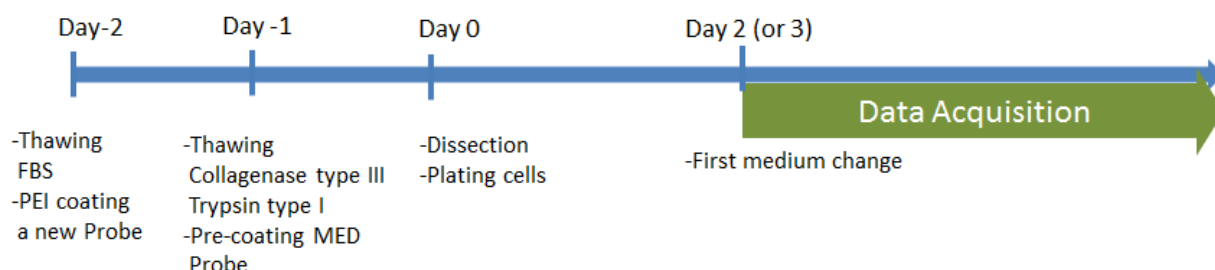 Day-2
Day -1
Day 0
Day 2 (or 3)
Data Acquisition
-Thawing
FBS
-PEI coating
a new Probe
-Thawing
Collagenase type III
Trypsin type I
-Pre-coating MED
Probe
-Dissection
-Plating cells
-First medium change